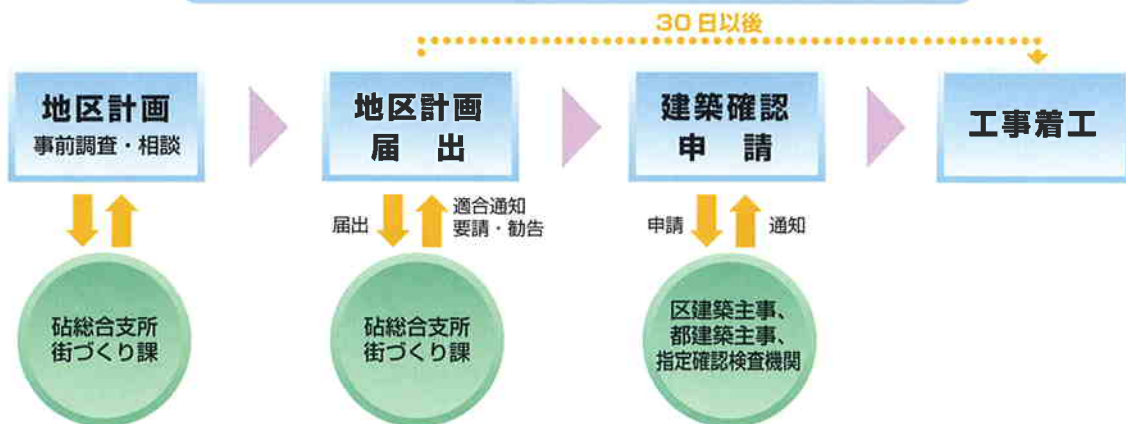 30日以後
地区計画
事前調査・相談
地区計画
届 出
建築確認
申 請
工事着工
届出
適合通知
要請・勧告
申請
通知
砧総合支所
街づくり課
砧総合支所
街づくり課
区建築主事、
都建築主事、
指定確認検査機関